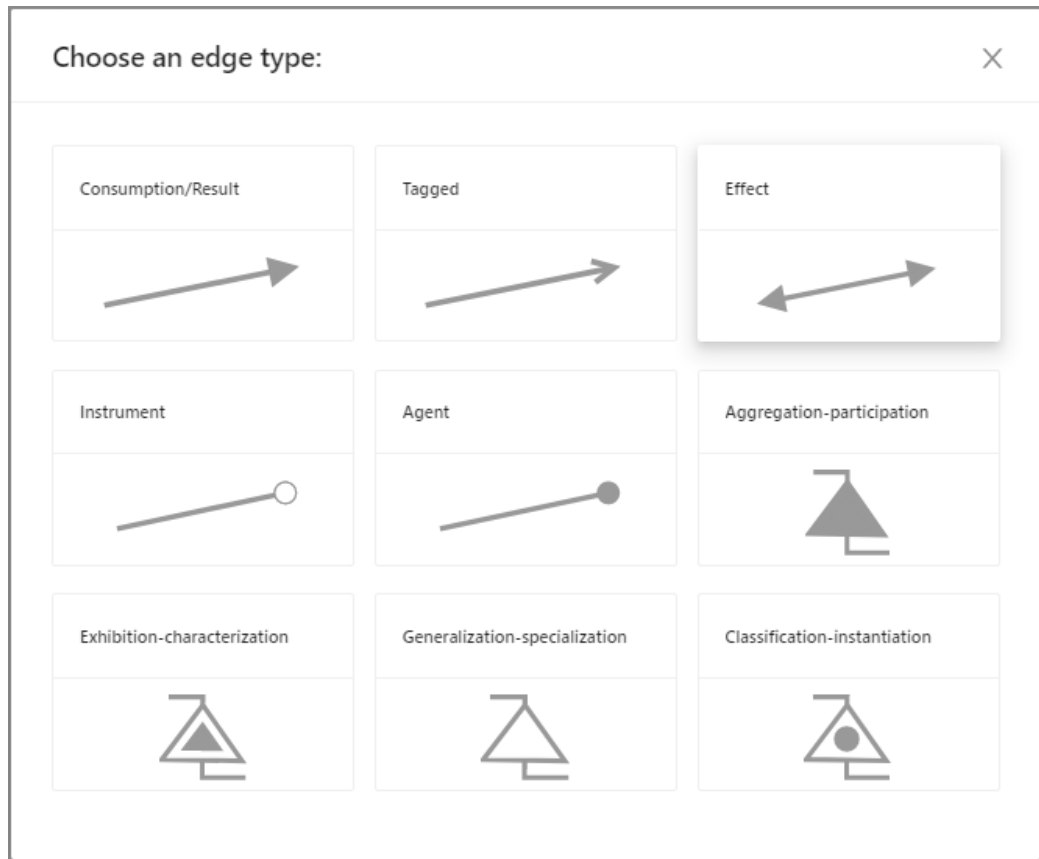 Choose an edge type:
Consumption/Result
Tagged
Effect
Instrument
Agent
Aggregation-participation
Exhibition-characterization
Generalization-specialization
Classification-instantiation